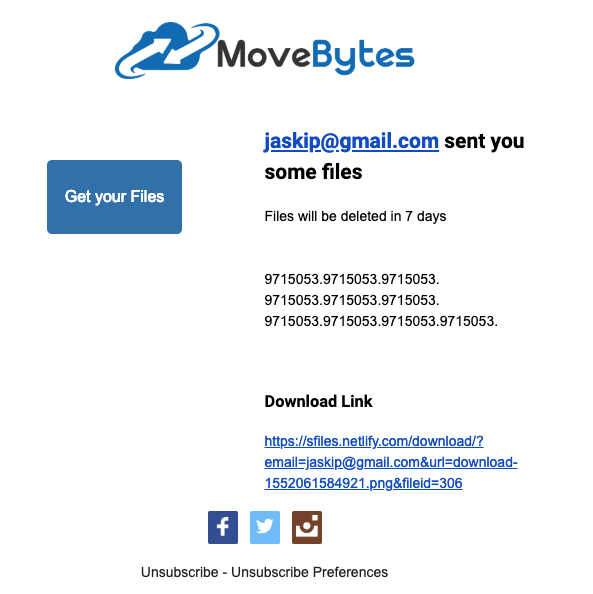 MoveBytes
Get your Files
jaskip@gmail.com sent you
some files
Files will be deleted in 7 days
9715053.9715053.9715053.
9715053.9715053.9715053.
9715053.9715053.9715053.9715053.
Download Link
https://sfiles.netlify.com/download/?
email=jaskip@gmail.com&url=download-
1552061584921.png&fileid=306
Unsubscribe - Unsubscribe Preferences